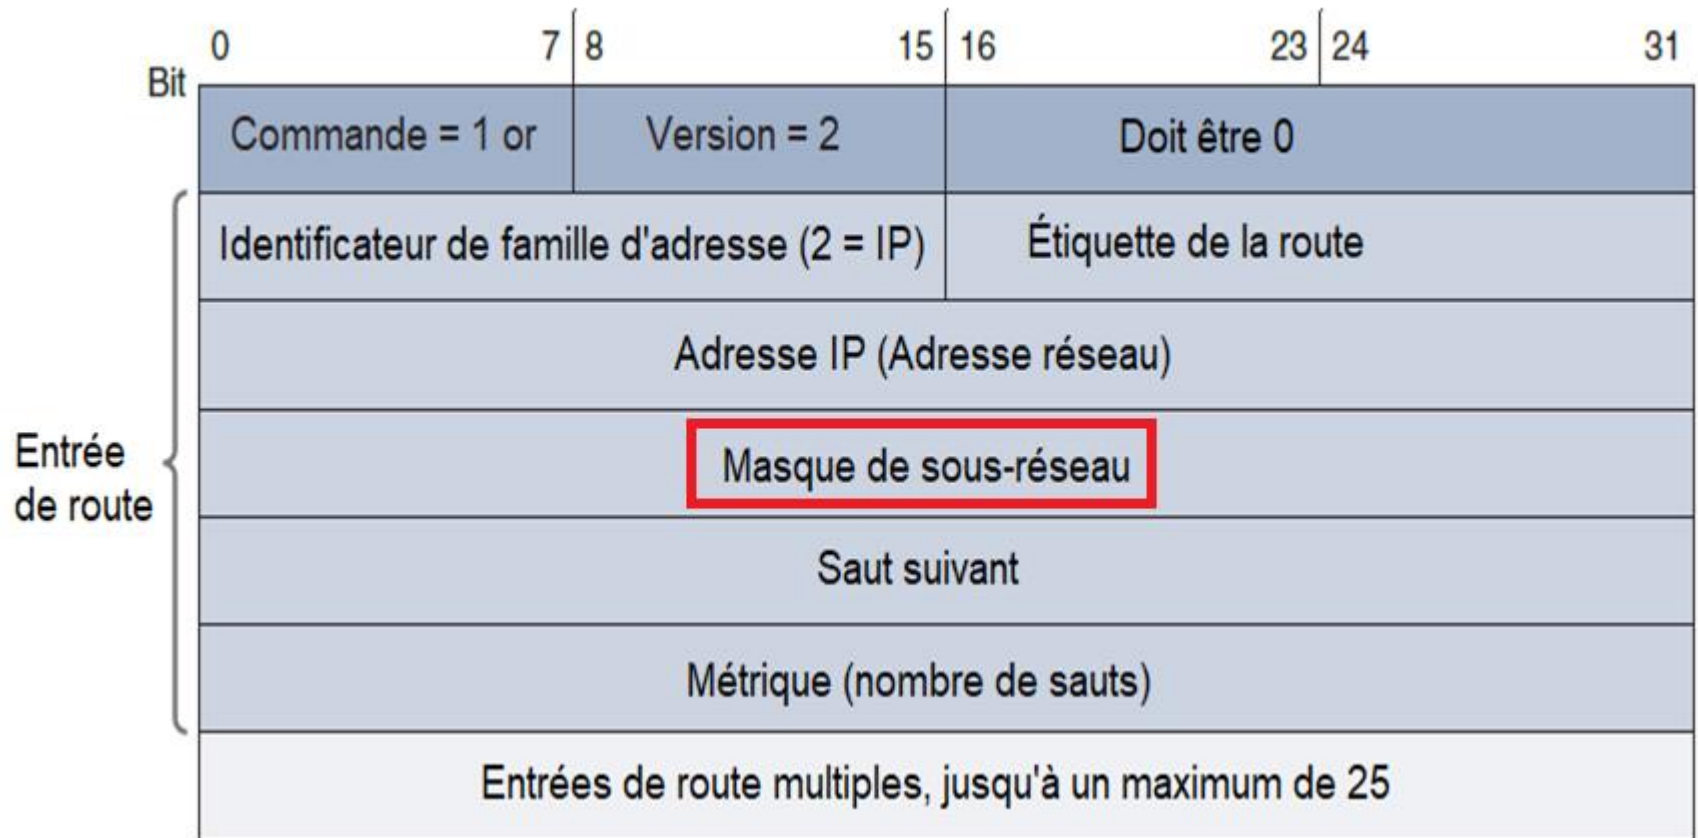 0 7 8 15 16 23 24 31
Bit
Commande = 1 or Version = 2 Doit être 0
Identificateur de famille d'adresse (2 = IP) Étiquette de la route
Adresse IP (Adresse réseau)
Entrée
de route
Masque de sous-réseau
Saut suivant
Métrique (nombre de sauts)
Entrées de route multiples, jusqu'à un maximum de 25